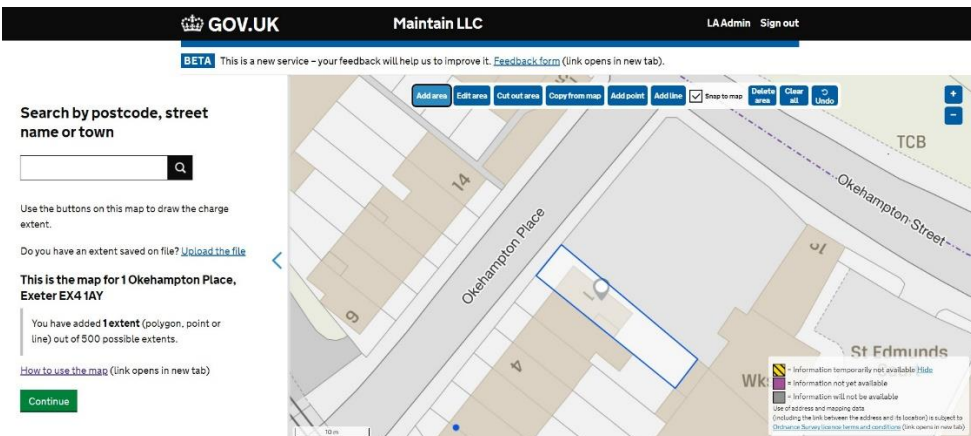 GOV.UK
Maintain LLC
LA Admin Sign out
BETA This is a new service – your feedback will help us to improve it. Feedback form (link opens in new tab).
Search by postcode, street
name or town
Use the buttons on this map to draw the charge
extent.
Do you have an extent saved on file? Upload the file
This is the map for 1 Okehampton Place,
Exeter EX4 1AY
You have added 1 extent (polygon, point or
line) out of 500 possible extents.
How to use the map (link opens in new tab)
Continue
Add area Edit area Cut out area Copy from map Add point Add line Snap to map Delete area Clear all Undo
+
-
TCB
Okehampton Street
Okehampton Place
14
9
1
4
St Edmunds
Wks
10 m
= Information temporarily not available Hide
= Information not yet available
= Information will not be available
Use of address and mapping data
(including the link between the address and its location) is subject to
Ordnance Survey licence terms and conditions (link opens in new tab)